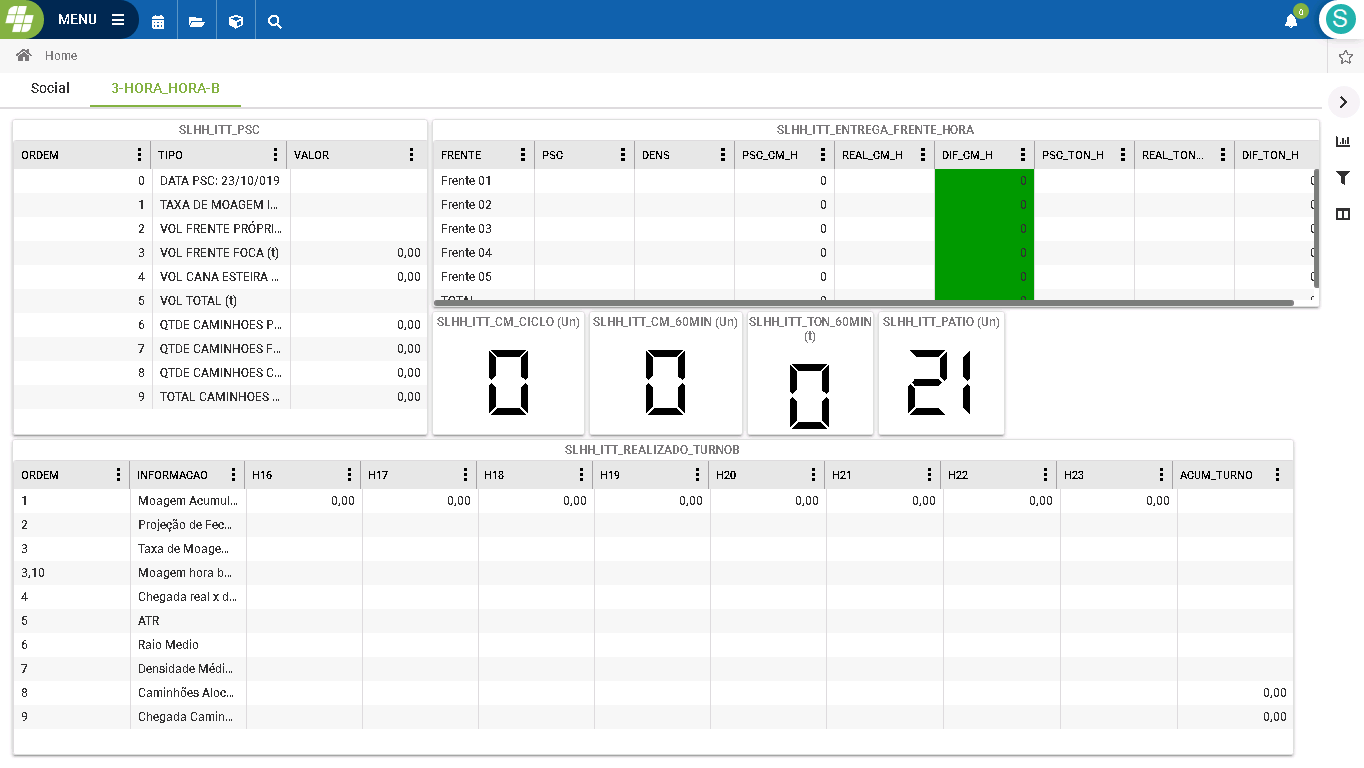 MENU
0
S
Home
Social 3-HORA_HORA-B
SLHH_ITT_PSC
ORDEM TIPO VALOR
0 DATA PSC: 23/10/019
1 TAXA DE MOAGEM I...
2 VOL FRENTE PRÓPRI...
3 VOL FRENTE FOCA (t) 0,00
4 VOL CANA ESTEIRA ... 0,00
5 VOL TOTAL (t)
6 QTDE CAMINHOES P... 0,00
7 QTDE CAMINHOES F... 0,00
8 QTDE CAMINHOES C... 0,00
9 TOTAL CAMINHOES ... 0,00
SLHH_ITT_ENTREGA_FRENTE_HORA
FRENTE PSC DENS PSC_CM_H REAL_CM_H DIF_CM_H PSC_TON_H REAL_TON... DIF_TON_H
Frente 01 0 0 0
Frente 02 0 0 0
Frente 03 0 0 0
Frente 04 0 0 0
Frente 05 0 0 0
TOTAL 0 0 0
SLHH_ITT_CM_CICLO (Un)
0
SLHH_ITT_CM_60MIN (Un)
0
SLHH_ITT_TON_60MIN
(t)
0
SLHH_ITT_PATIO (Un)
21
SLHH_ITT_REALIZADO_TURNOB
ORDEM INFORMACAO H16 H17 H18 H19 H20 H21 H22 H23 ACUM_TURNO
1 Moagem Acumul... 0,00 0,00 0,00 0,00 0,00 0,00 0,00 0,00
2 Projeção de Fec...
3 Taxa de Moage...
3,10 Moagem hora b...
4 Chegada real x d...
5 ATR
6 Raio Medio
7 Densidade Médi...
8 Caminhões Aloc... 0,00
9 Chegada Camin... 0,00